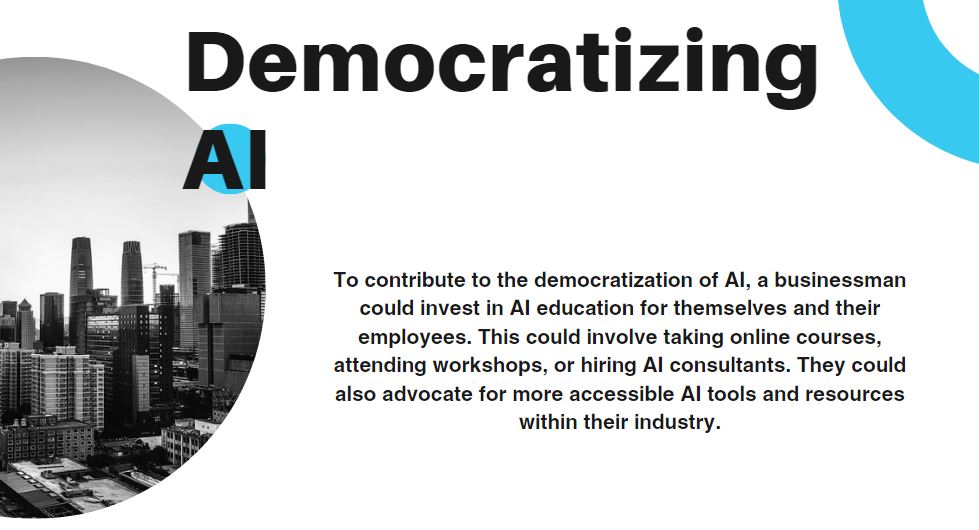 Democratizing
AI
To contribute to the democratization of AI, a businessman
could invest in AI education for themselves and their
employees. This could involve taking online courses,
attending workshops, or hiring AI consultants. They could
also advocate for more accessible AI tools and resources
within their industry.